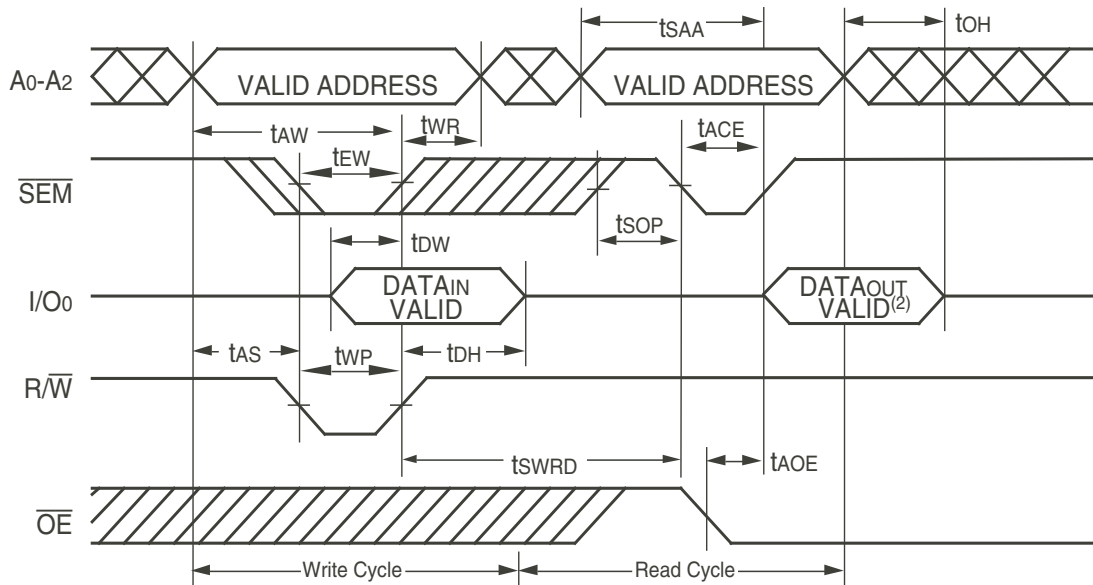 tSAA
tOH
A0-A2
VALID ADDRESS
VALID ADDRESS
tAW
tWR
tACE
tEW
SEM
tSOP
tDW
I/O0
DATAIN
VALID
DATAOUT
VALID(2)
tAS
tWP
tDH
R/W
tSWRD
tAOE
OE
Write Cycle
Read Cycle